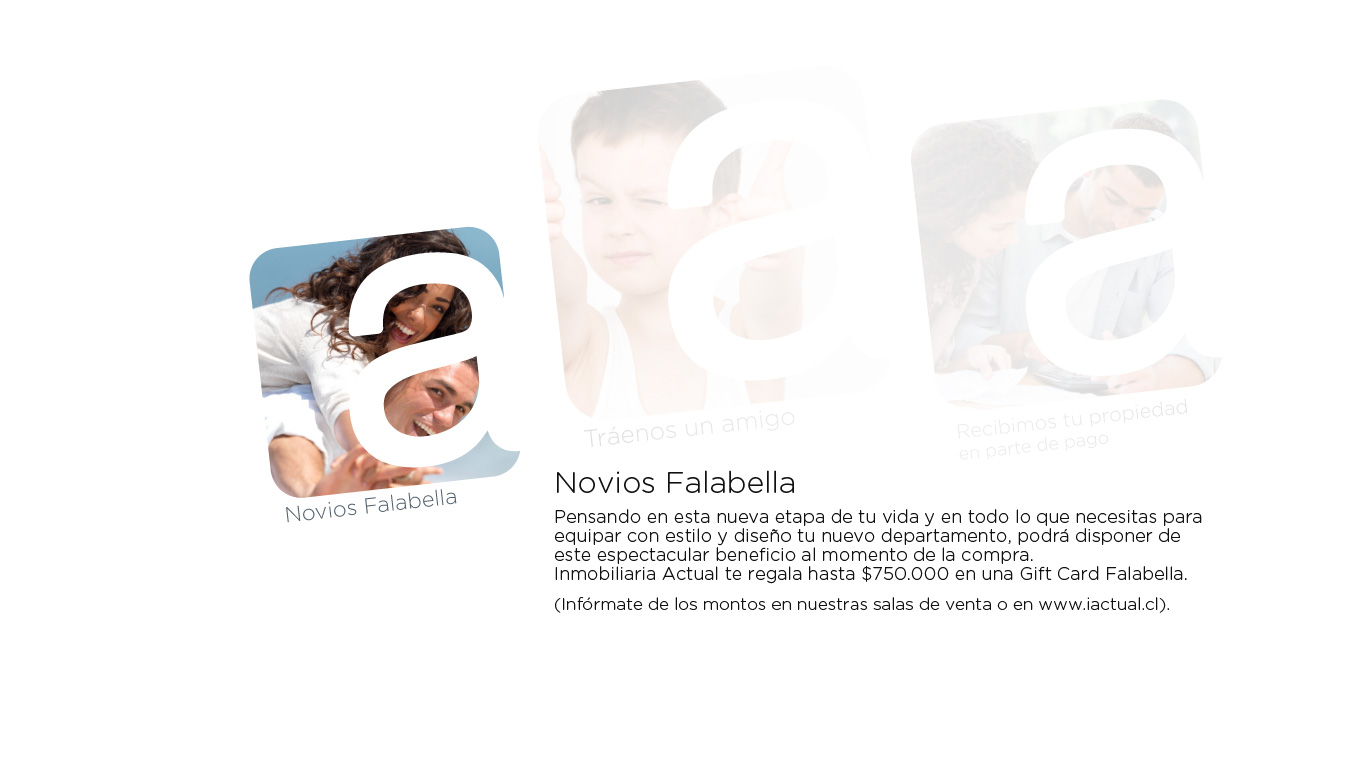 a
a
a
Tráenos un amigo
Recibimos tu propiedad
en parte de pago
Novios Falabella
Novios Falabella
Pensando en esta nueva etapa de tu vida y en todo lo que necesitas para
equipar con estilo y diseño tu nuevo departamento, podrá disponer de
este espectacular beneficio al momento de la compra.
Inmobiliaria Actual te regala hasta $750.000 en una Gift Card Falabella.
(Infórmate de los montos en nuestras salas de venta o en www.iactual.cl).